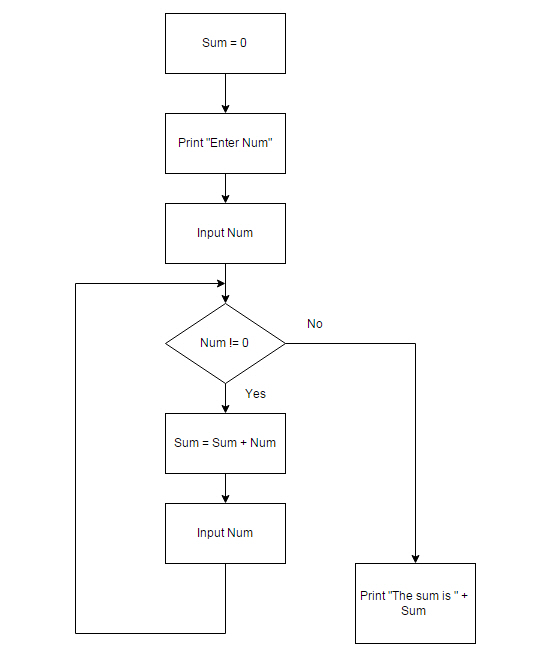 Sum = 0
Print "Enter Num"
Input Num
Num != 0
No
Yes
Sum = Sum + Num
Input Num
Print "The sum is " +
Sum